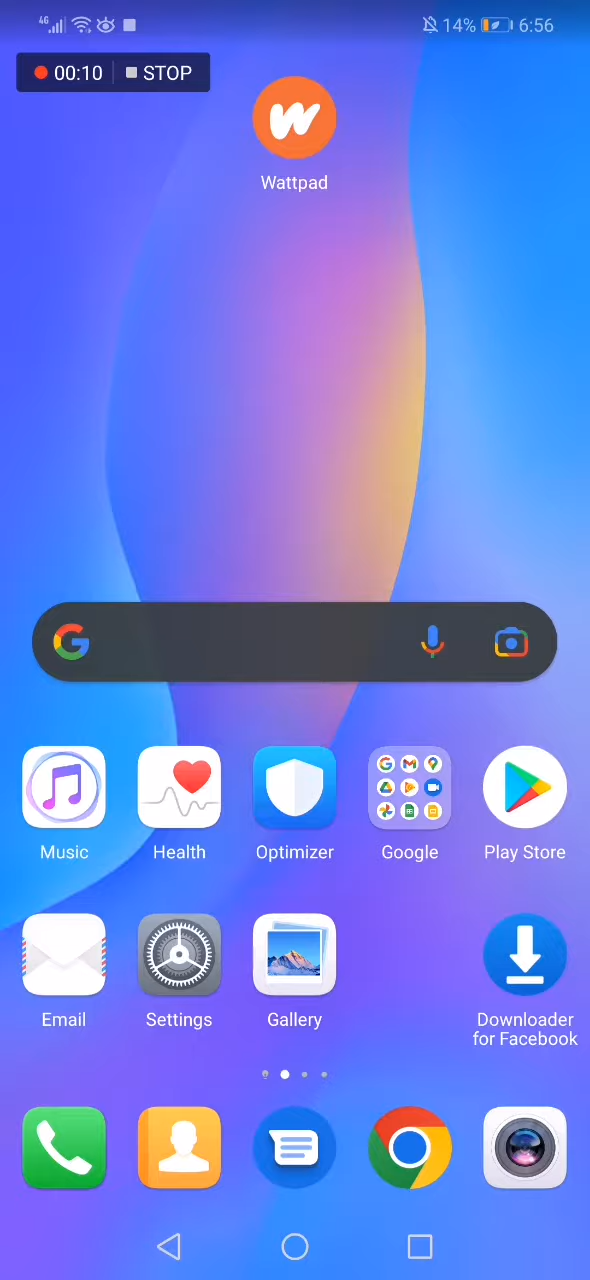 4G 14% 6:56
00:10 STOP
Wattpad
Music Health Optimizer Google Play Store
Email Settings Gallery Downloader
for Facebook